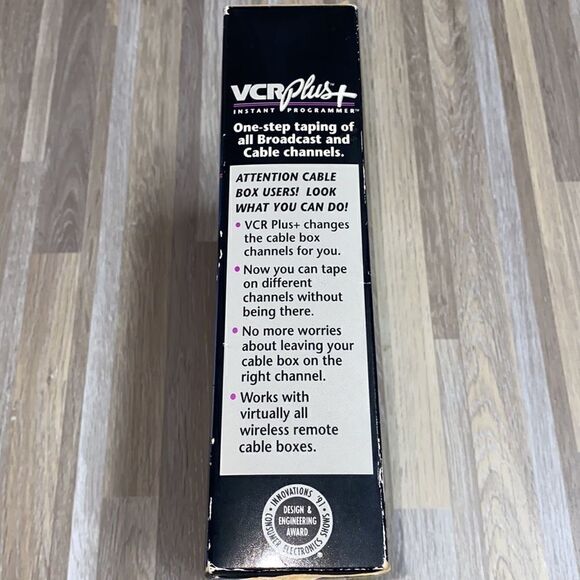 VCRPlus+™
INSTANT PROGRAMMER™
One-step taping of
all Broadcast and
Cable channels.
ATTENTION CABLE
BOX USERS! LOOK
WHAT YOU CAN DO!
• VCR Plus+ changes
the cable box
channels for you.
• Now you can tape
on different
channels without
being there.
• No more worries
about leaving your
cable box on the
right channel.
• Works with
virtually all
wireless remote
cable boxes.
INNOVATIONS '91
DESIGN &
ENGINEERING
AWARD
CONSUMER ELECTRONICS SHOWS
®